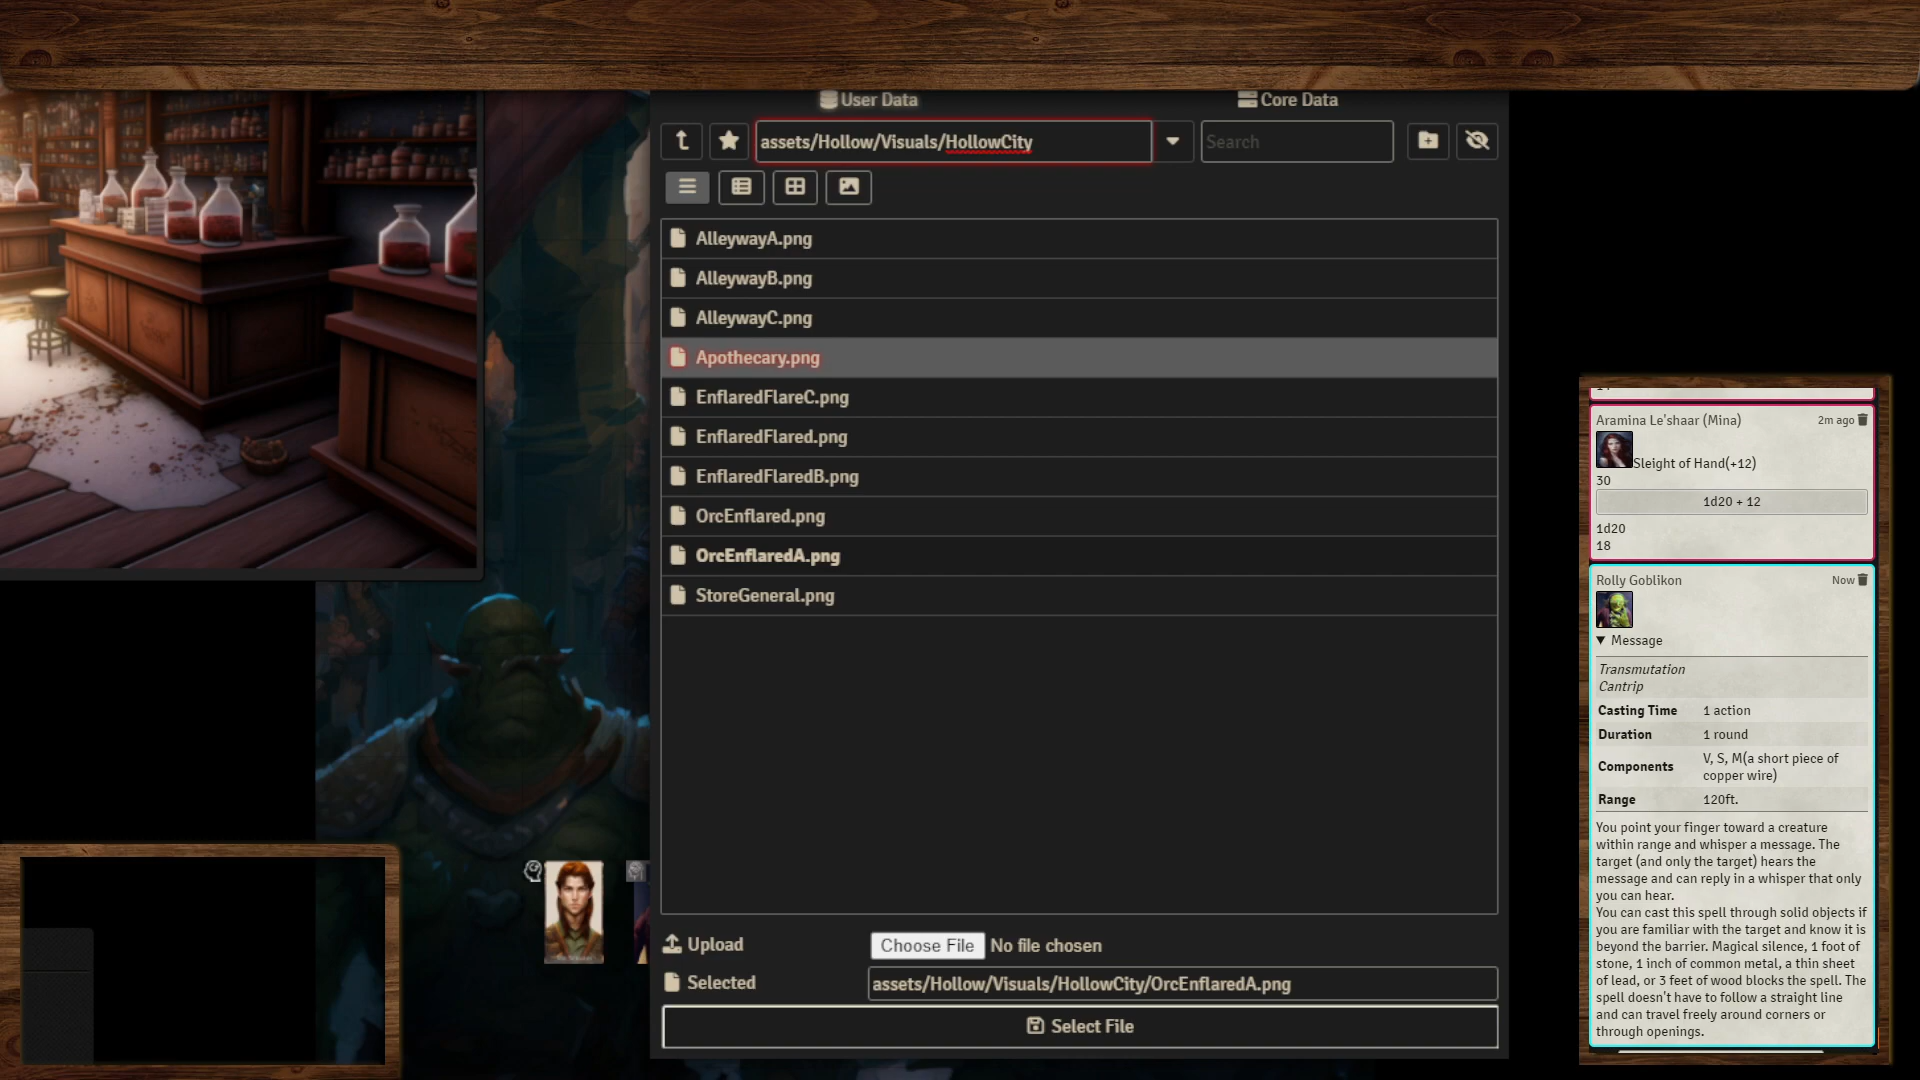 User Data
Core Data
assets/Hollow/Visuals/HollowCity
Search
AlleywayA.png
AlleywayB.png
AlleywayC.png
Apothecary.png
EnflaredFlareC.png
EnflaredFlared.png
EnflaredFlaredB.png
OrcEnflared.png
OrcEnflaredA.png
StoreGeneral.png
Upload
Choose File No file chosen
Selected
assets/Hollow/Visuals/HollowCity/OrcEnflaredA.png
Select File
Aramina Le'shaar (Mina) 2m ago
Sleight of Hand(+12)
30
1d20 + 12
1d20
18
Rolly Goblikon Now
▼ Message
Transmutation
Cantrip
Casting Time 1 action
Duration 1 round
Components V, S, M(a short piece of
copper wire)
Range 120ft.
You point your finger toward a creature
within range and whisper a message. The
target (and only the target) hears the
message and can reply in a whisper that only
you can hear.
You can cast this spell through solid objects if
you are familiar with the target and know it is
beyond the barrier. Magical silence, 1 foot of
stone, 1 inch of common metal, a thin sheet
of lead, or 3 feet of wood blocks the spell. The
spell doesn't have to follow a straight line
and can travel freely around corners or
through openings.